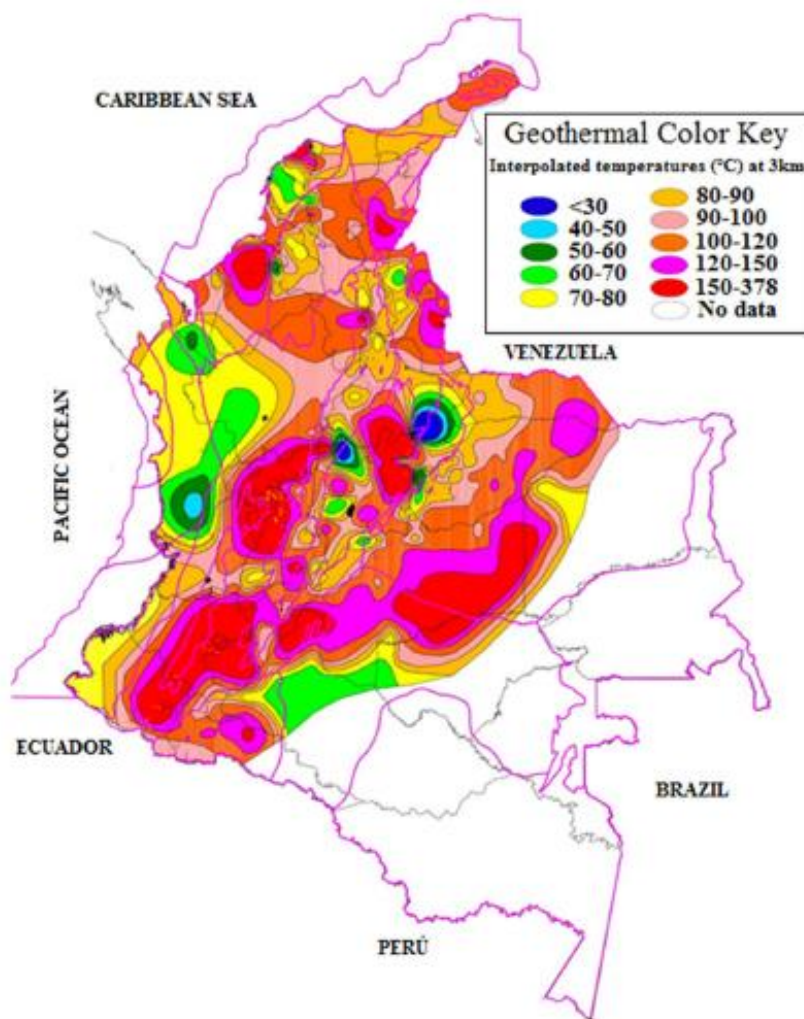 CARIBBEAN SEA
Geothermal Color Key
Interpolated temperatures (°C) at 3km
<30
40-50
50-60
60-70
70-80
80-90
90-100
100-120
120-150
150-378
No data
VENEZUELA
PACIFIC OCEAN
ECUADOR
BRAZIL
PERÚ